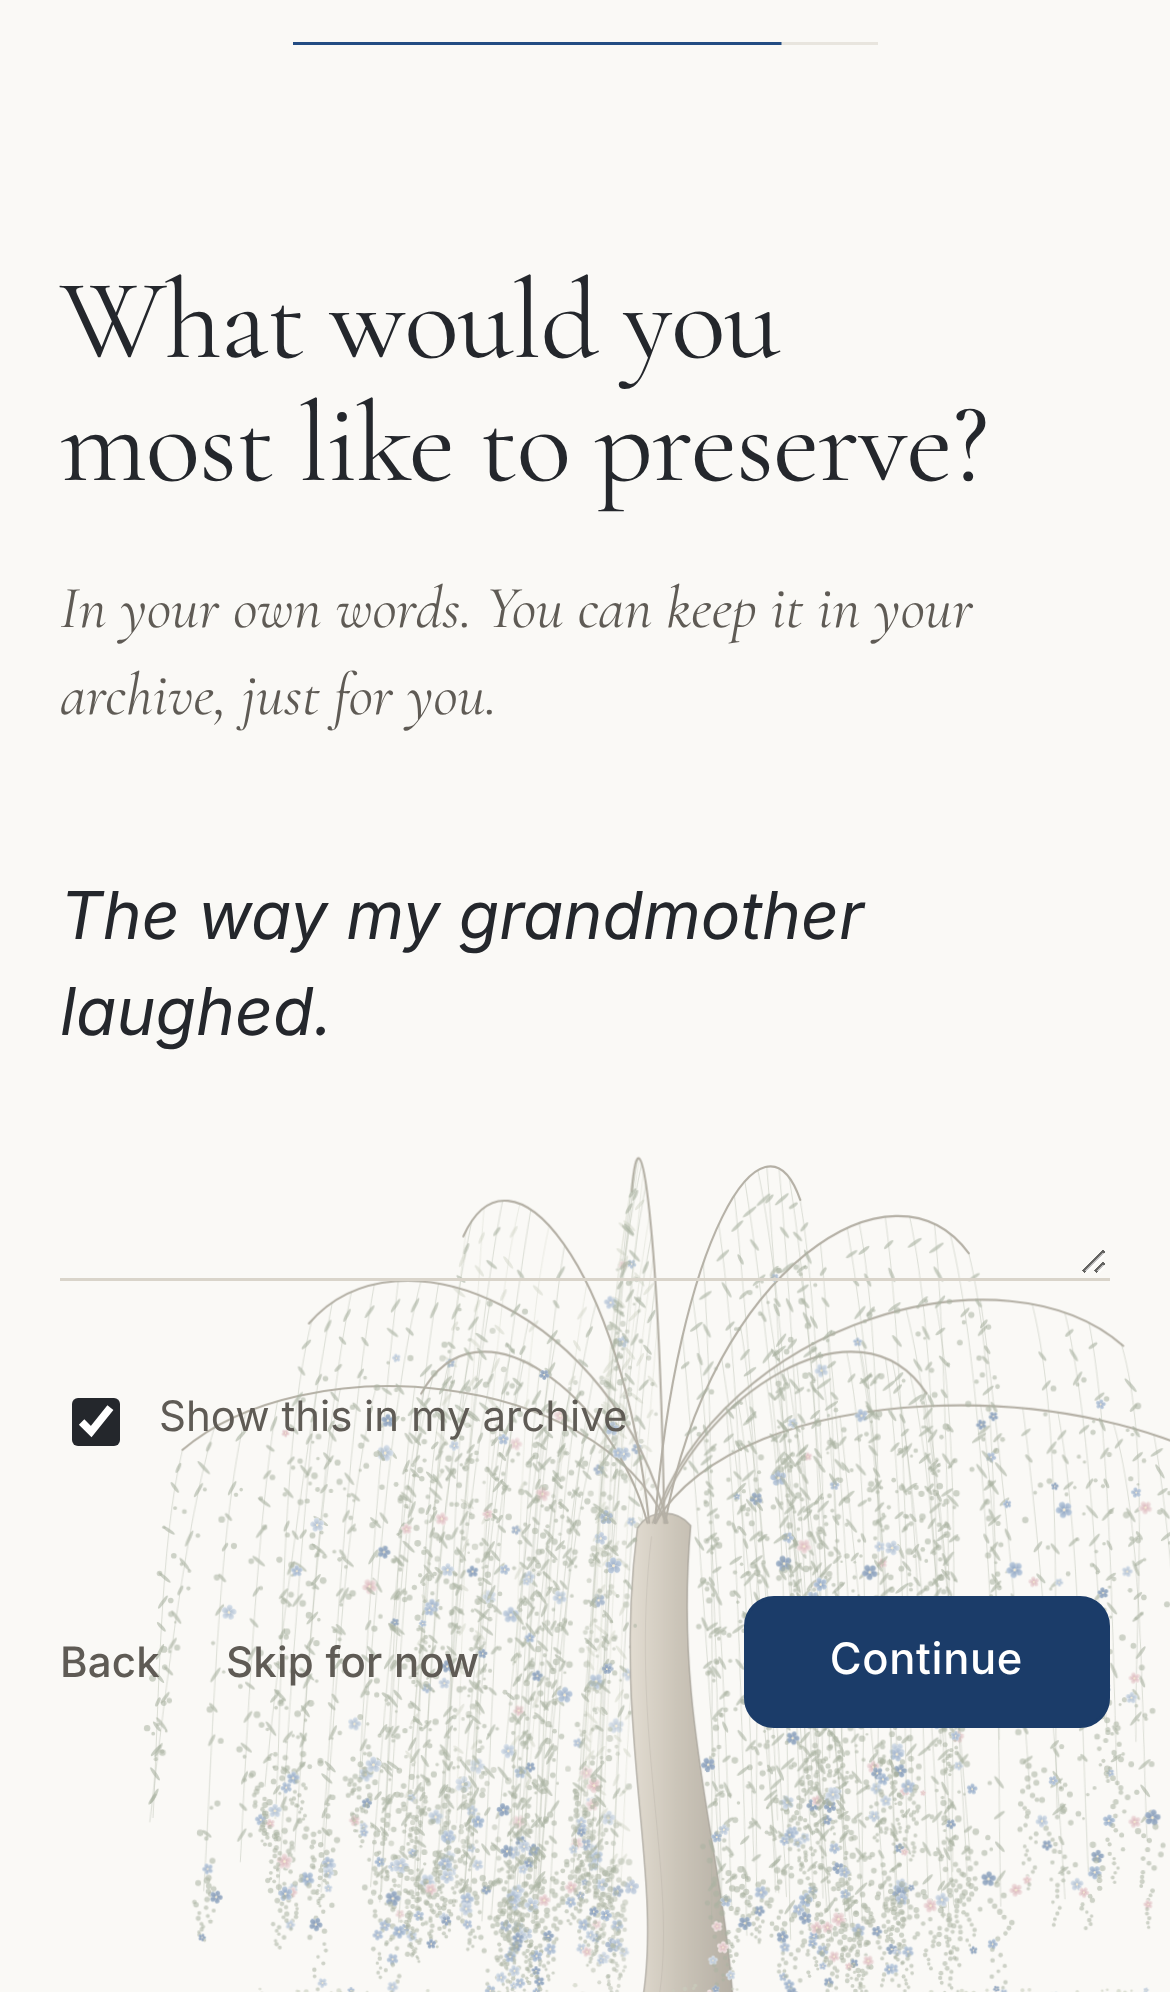 What would you
most like to preserve?
In your own words. You can keep it in your
archive, just for you.
The way my grandmother
laughed.
Show this in my archive
Back Skip for now Continue